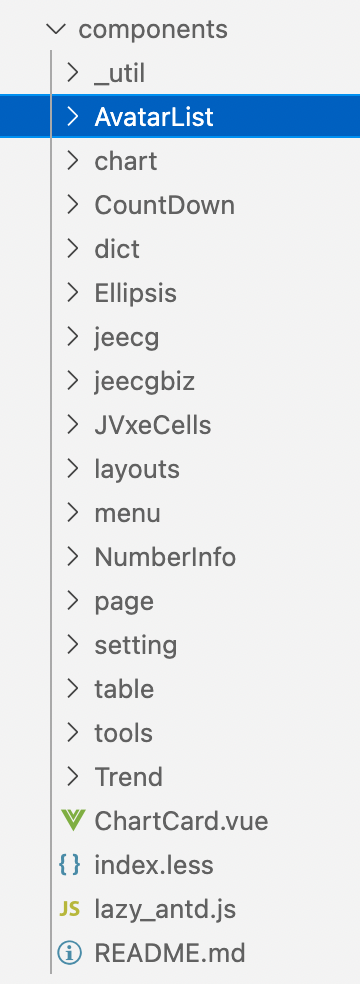 components
_util
AvatarList
chart
CountDown
dict
Ellipsis
jeecg
jeecgbiz
JVxeCells
layouts
menu
NumberInfo
page
setting
table
tools
Trend
ChartCard.vue
{} index.less
JS lazy_antd.js
README.md